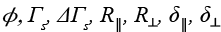 ϕ, Γₛ, ΔΓₛ, R∥, R⊥, δ∥, δ⊥